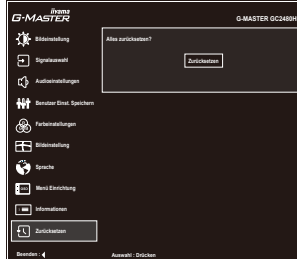 iiyama
G-MASTER
G-MASTER GC2480H
Bildeinstellung
Alles zurücksetzen?
Signalauswahl
Zurücksetzen
Audioeinstellungen
Benutzer Einst. Speichern
Farbeinstellungen
Bildeinstellung
Sprache
Menü Einrichtung
Informationen
Zurücksetzen
Beenden :
Auswahl : Drücken